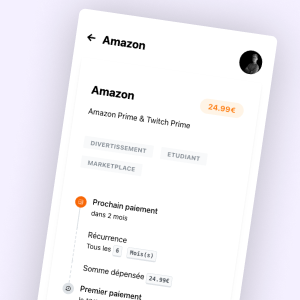 Amazon
Amazon
24.99€
Amazon Prime & Twitch Prime
DIVERTISSEMENT
ETUDIANT
MARKETPLACE
Prochain paiement
dans 2 mois
Récurrence
Tous les 6 Mois(s)
Somme dépensée 24.99€
Premier paiement